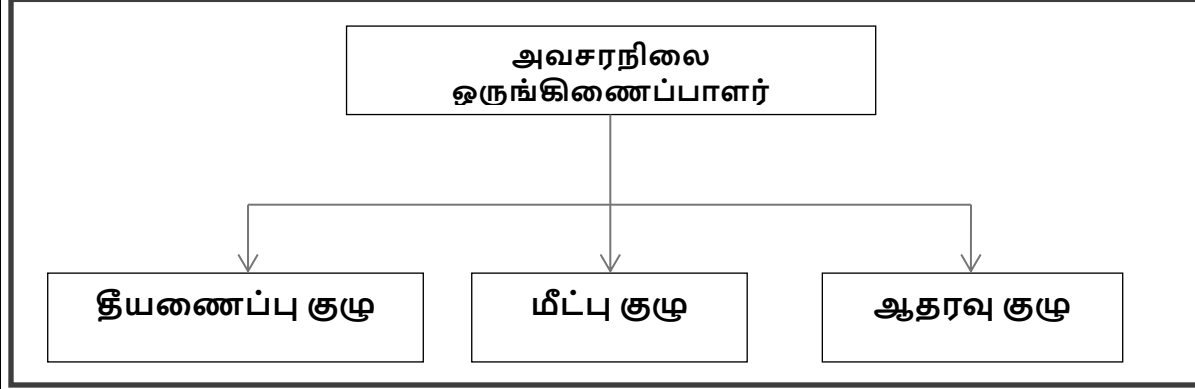 அவசரநிலை
ஒருங்கிணைப்பாளர்
தீயணைப்பு குழு
மீட்பு குழு
ஆதரவு குழு